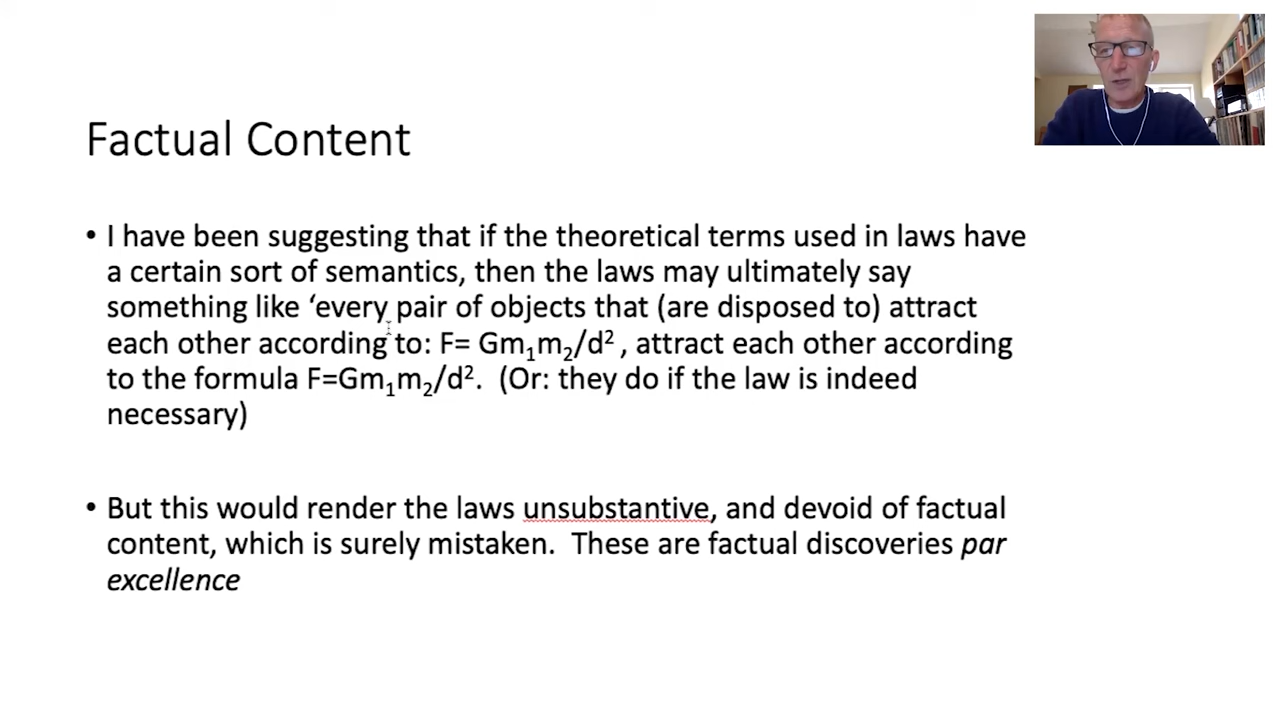 Factual Content
• I have been suggesting that if the theoretical terms used in laws have
a certain sort of semantics, then the laws may ultimately say
something like ‘every pair of objects that (are disposed to) attract
each other according to: F= Gm₁m₂/d² , attract each other according
to the formula F=Gm₁m₂/d². (Or: they do if the law is indeed
necessary)
• But this would render the laws unsubstantive, and devoid of factual
content, which is surely mistaken. These are factual discoveries par
excellence